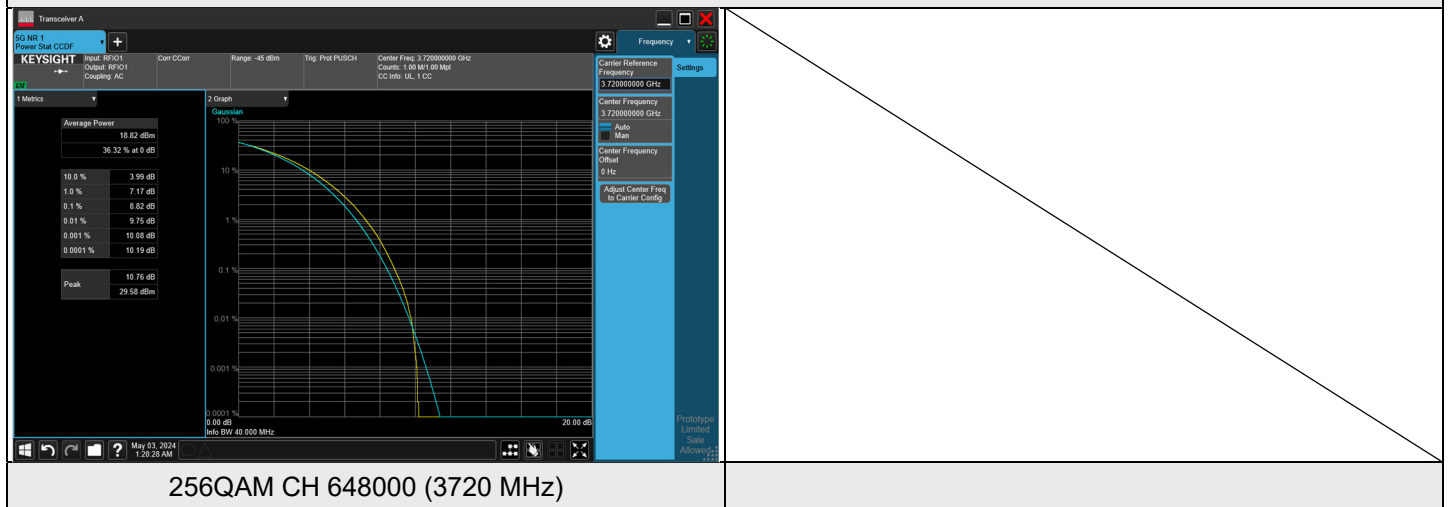 Transceiver A
5G NR 1
Power Stat CCDF
+
Frequency
KEYSIGHT
LXI
Input: RFIO1
Output: RFIO1
Coupling: AC
Corr CCorr
Range: -45 dBm
Trig: Prot PUSCH
Center Freq: 3.720000000 GHz
Counts: 1.00 M/1.00 Mpt
CC Info: UL, 1 CC
1 Metrics
Average Power
18.82 dBm
36.32 % at 0 dB
10.0 % 3.99 dB
1.0 % 7.17 dB
0.1 % 8.82 dB
0.01 % 9.75 dB
0.001 % 10.08 dB
0.0001 % 10.19 dB
Peak
10.76 dB
29.58 dBm
2 Graph
Gaussian
100 %
10 %
1 %
0.1 %
0.01 %
0.001 %
0.0001 %
0.00 dB 20.00 dB
Info BW 40.000 MHz
Carrier Reference
Frequency
3.720000000 GHz
Center Frequency
3.720000000 GHz
Auto
Man
Center Frequency
Offset
0 Hz
Adjust Center Freq
to Carrier Config
Settings
Prototype
Limited
Sale
Allowed
?
May 03, 2024
1:28:28 AM
256QAM CH 648000 (3720 MHz)